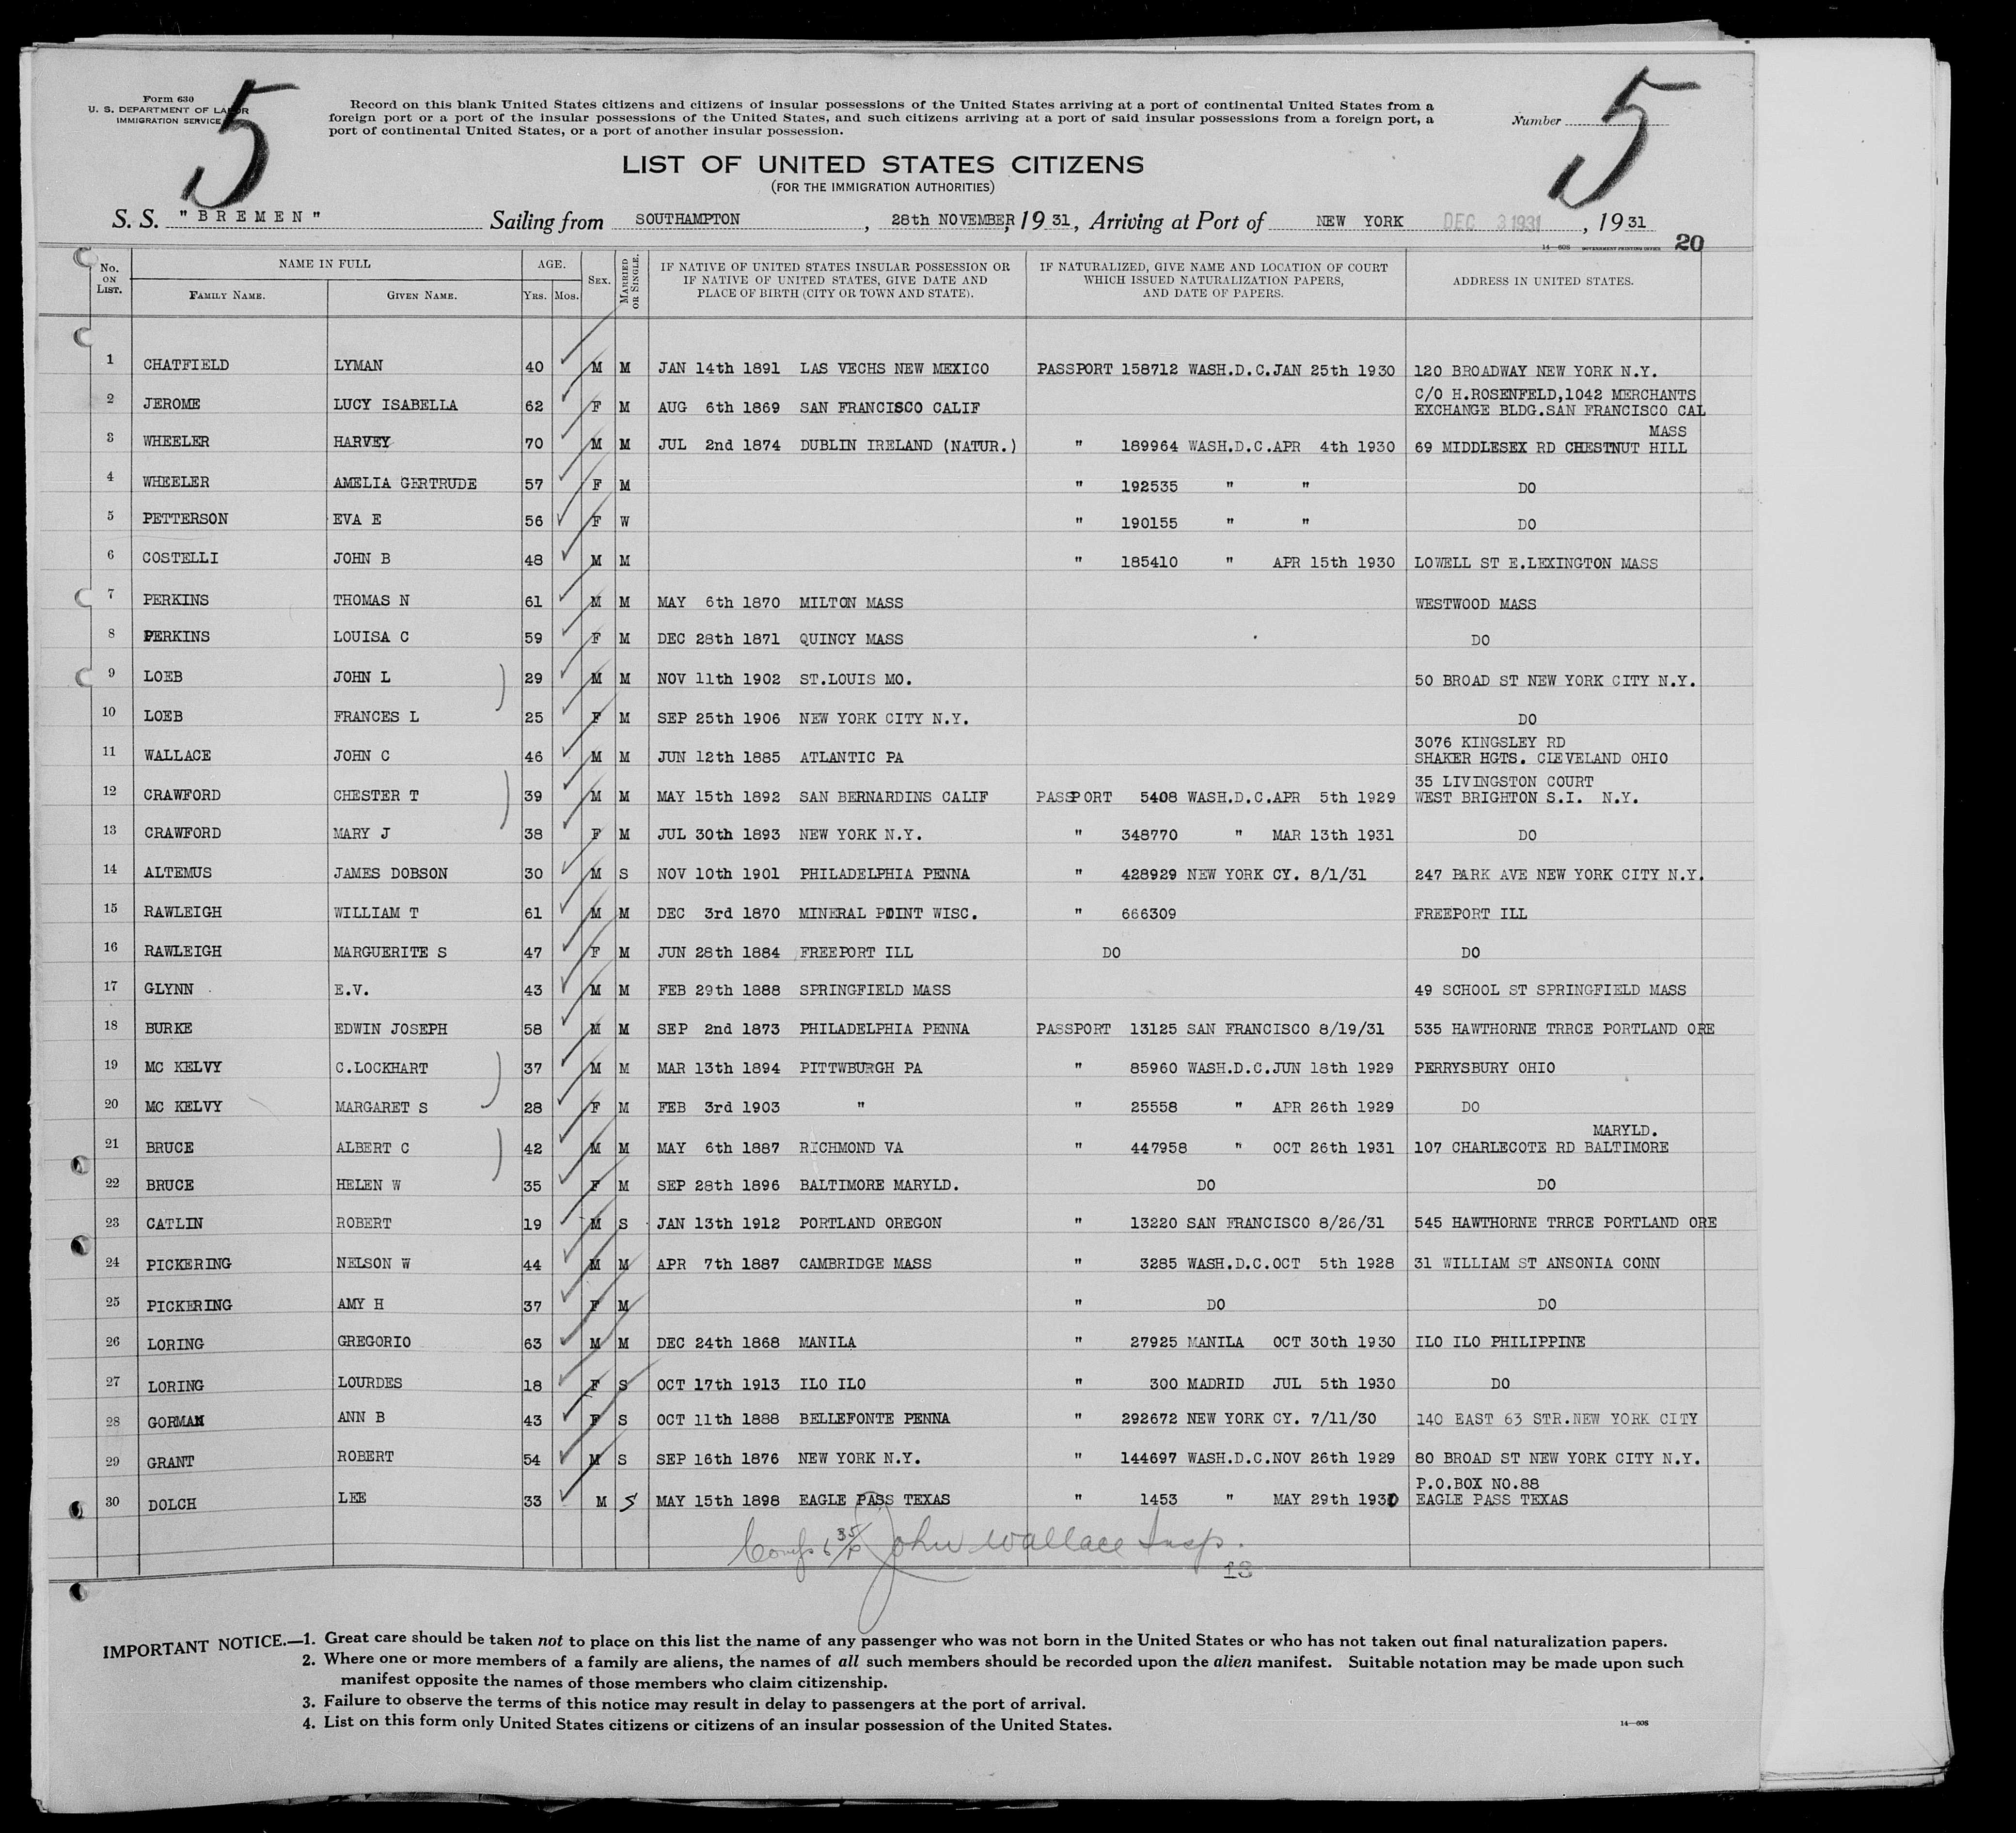 Form 630
U. S. DEPARTMENT OF LABOR
IMMIGRATION SERVICE
5
Record on this blank United States citizens and citizens of insular possessions of the United States arriving at a port of continental United States from a
foreign port or a port of the insular possessions of the United States, and such citizens arriving at a port of said insular possessions from a foreign port, a
port of continental United States, or a port of another insular possession.
Number
5
LIST OF UNITED STATES CITIZENS
(FOR THE IMMIGRATION AUTHORITIES)
S. S. "BREMEN" Sailing from SOUTHAMPTON, 28th NOVEMBER, 1931, Arriving at Port of NEW YORK DEC 3 1931, 1931
14—608 GOVERNMENT PRINTING OFFICE 20
No. ON LIST. NAME IN FULL FAMILY NAME. GIVEN NAME. AGE. YRS. MOS. SEX. MARRIED OR SINGLE. IF NATIVE OF UNITED STATES INSULAR POSSESSION OR IF NATIVE OF UNITED STATES, GIVE DATE AND PLACE OF BIRTH (CITY OR TOWN AND STATE). IF NATURALIZED, GIVE NAME AND LOCATION OF COURT WHICH ISSUED NATURALIZATION PAPERS, AND DATE OF PAPERS. ADDRESS IN UNITED STATES.
1 CHATFIELD LYMAN 40 M M JAN 14th 1891 LAS VECHS NEW MEXICO PASSPORT 158712 WASH.D.C.JAN 25th 1930 120 BROADWAY NEW YORK N.Y.
2 JEROME LUCY ISABELLA 62 F M AUG 6th 1869 SAN FRANCISCO CALIF C/O H.ROSENFELD,1042 MERCHANTS
EXCHANGE BLDG.SAN FRANCISCO CAL
MASS
3 WHEELER HARVEY 70 M M JUL 2nd 1874 DUBLIN IRELAND (NATUR.) " 189964 WASH.D.C.APR 4th 1930 69 MIDDLESEX RD CHESTNUT HILL
4 WHEELER AMELIA GERTRUDE 57 F M " 192535 " " DO
5 PETTERSON EVA E 56 F W " 190155 " " DO
6 COSTELLI JOHN B 48 M M " 185410 " APR 15th 1930 LOWELL ST E.LEXINGTON MASS
7 PERKINS THOMAS N 61 M M MAY 6th 1870 MILTON MASS WESTWOOD MASS
8 PERKINS LOUISA C 59 F M DEC 28th 1871 QUINCY MASS DO
9 LOEB JOHN L 29 M M NOV 11th 1902 ST.LOUIS MO. 50 BROAD ST NEW YORK CITY N.Y.
10 LOEB FRANCES L 25 F M SEP 25th 1906 NEW YORK CITY N.Y. DO
3076 KINGSLEY RD
11 WALLACE JOHN C 46 M M JUN 12th 1885 ATLANTIC PA SHAKER HGTS. CLEVELAND OHIO
35 LIVINGSTON COURT
12 CRAWFORD CHESTER T 39 M M MAY 15th 1892 SAN BERNARDINS CALIF PASSPORT 5408 WASH.D.C.APR 5th 1929 WEST BRIGHTON S.I. N.Y.
13 CRAWFORD MARY J 38 F M JUL 30th 1893 NEW YORK N.Y. " 348770 " MAR 13th 1931 DO
14 ALTEMUS JAMES DOBSON 30 M S NOV 10th 1901 PHILADELPHIA PENNA " 428929 NEW YORK CY. 8/1/31 247 PARK AVE NEW YORK CITY N.Y.
15 RAWLEIGH WILLIAM T 61 M M DEC 3rd 1870 MINERAL POINT WISC. " 666309 FREEPORT ILL
16 RAWLEIGH MARGUERITE S 47 F M JUN 28th 1884 FREEPORT ILL DO DO
17 GLYNN E.V. 43 M M FEB 29th 1888 SPRINGFIELD MASS 49 SCHOOL ST SPRINGFIELD MASS
18 BURKE EDWIN JOSEPH 58 M M SEP 2nd 1873 PHILADELPHIA PENNA PASSPORT 13125 SAN FRANCISCO 8/19/31 535 HAWTHORNE TRRCE PORTLAND ORE
19 MC KELVY C.LOCKHART 37 M M MAR 13th 1894 PITTWBURGH PA " 85960 WASH.D.C.JUN 18th 1929 PERRYSBURY OHIO
20 MC KELVY MARGARET S 28 F M FEB 3rd 1903 " " 25558 " APR 26th 1929 DO
MARYLD.
21 BRUCE ALBERT C 42 M M MAY 6th 1887 RICHMOND VA " 447958 " OCT 26th 1931 107 CHARLECOTE RD BALTIMORE
22 BRUCE HELEN W 35 F M SEP 28th 1896 BALTIMORE MARYLD. DO DO
23 CATLIN ROBERT 19 M S JAN 13th 1912 PORTLAND OREGON " 13220 SAN FRANCISCO 8/26/31 545 HAWTHORNE TRRCE PORTLAND ORE
24 PICKERING NELSON W 44 M M APR 7th 1887 CAMBRIDGE MASS " 3285 WASH.D.C.OCT 5th 1928 31 WILLIAM ST ANSONIA CONN
25 PICKERING AMY H 37 F M " DO DO
26 LORING GREGORIO 63 M M DEC 24th 1868 MANILA " 27925 MANILA OCT 30th 1930 ILO ILO PHILIPPINE
27 LORING LOURDES 18 F S OCT 17th 1913 ILO ILO " 300 MADRID JUL 5th 1930 DO
28 GORMAN ANN B 43 F S OCT 11th 1888 BELLEFONTE PENNA " 292672 NEW YORK CY. 7/11/30 140 EAST 63 STR.NEW YORK CITY
29 GRANT ROBERT 54 M S SEP 16th 1876 NEW YORK N.Y. " 144697 WASH.D.C.NOV 26th 1929 80 BROAD ST NEW YORK CITY N.Y.
P.O.BOX NO.88
30 DOLCH LEE 33 M S MAY 15th 1898 EAGLE PASS TEXAS " 1453 " MAY 29th 1930 EAGLE PASS TEXAS
John Wallace Insp.
13
IMPORTANT NOTICE.—1. Great care should be taken not to place on this list the name of any passenger who was not born in the United States or who has not taken out final naturalization papers.
2. Where one or more members of a family are aliens, the names of all such members should be recorded upon the alien manifest. Suitable notation may be made upon such
manifest opposite the names of those members who claim citizenship.
3. Failure to observe the terms of this notice may result in delay to passengers at the port of arrival.
4. List on this form only United States citizens or citizens of an insular possession of the United States.
14—608